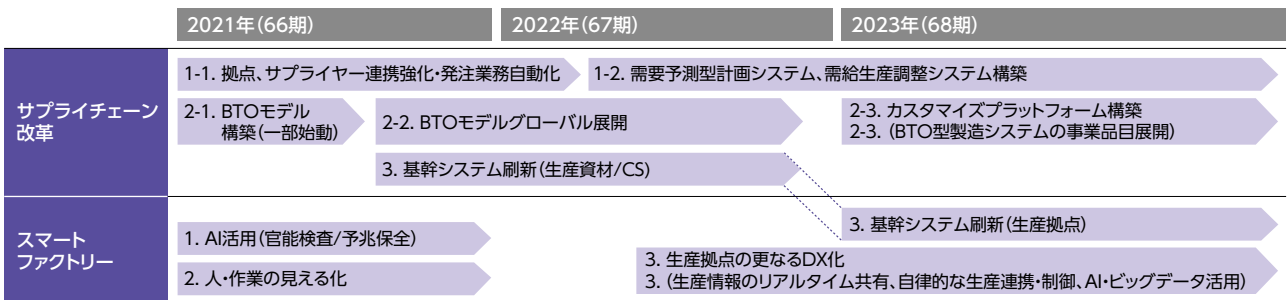 2021年(66期)
2022年(67期)
2023年(68期)
サプライチェーン
改革
1-1. 拠点、サプライヤー連携強化・発注業務自動化
1-2. 需要予測型計画システム、需給生産調整システム構築
2-1. BTOモデル
構築(一部始動)
2-2. BTOモデルグローバル展開
2-3. カスタマイズプラットフォーム構築
2-3. (BTO型製造システムの事業品目展開)
3. 基幹システム刷新(生産資材/CS)
スマート
ファクトリー
1. AI活用(官能検査/予兆保全)
3. 基幹システム刷新(生産拠点)
2. 人・作業の見える化
3. 生産拠点の更なるDX化
3. (生産情報のリアルタイム共有、自律的な生産連携・制御、AI・ビッグデータ活用)